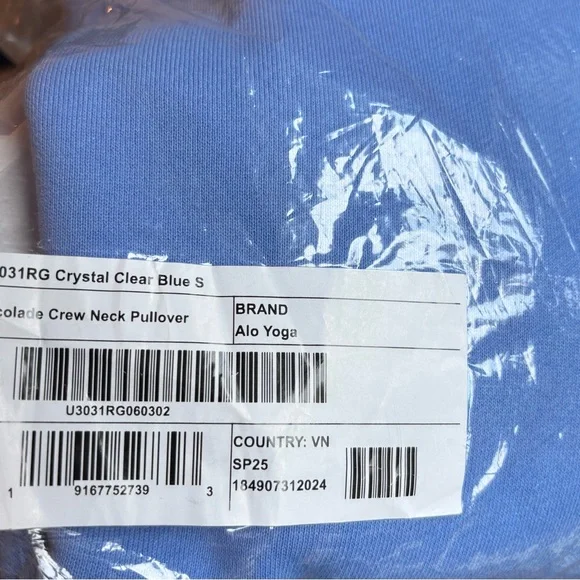 031RG Crystal Clear Blue S
colade Crew Neck Pullover
BRAND
Alo Yoga
U3031RG060302
1 9167752739 3
COUNTRY: VN
SP25
184907312024